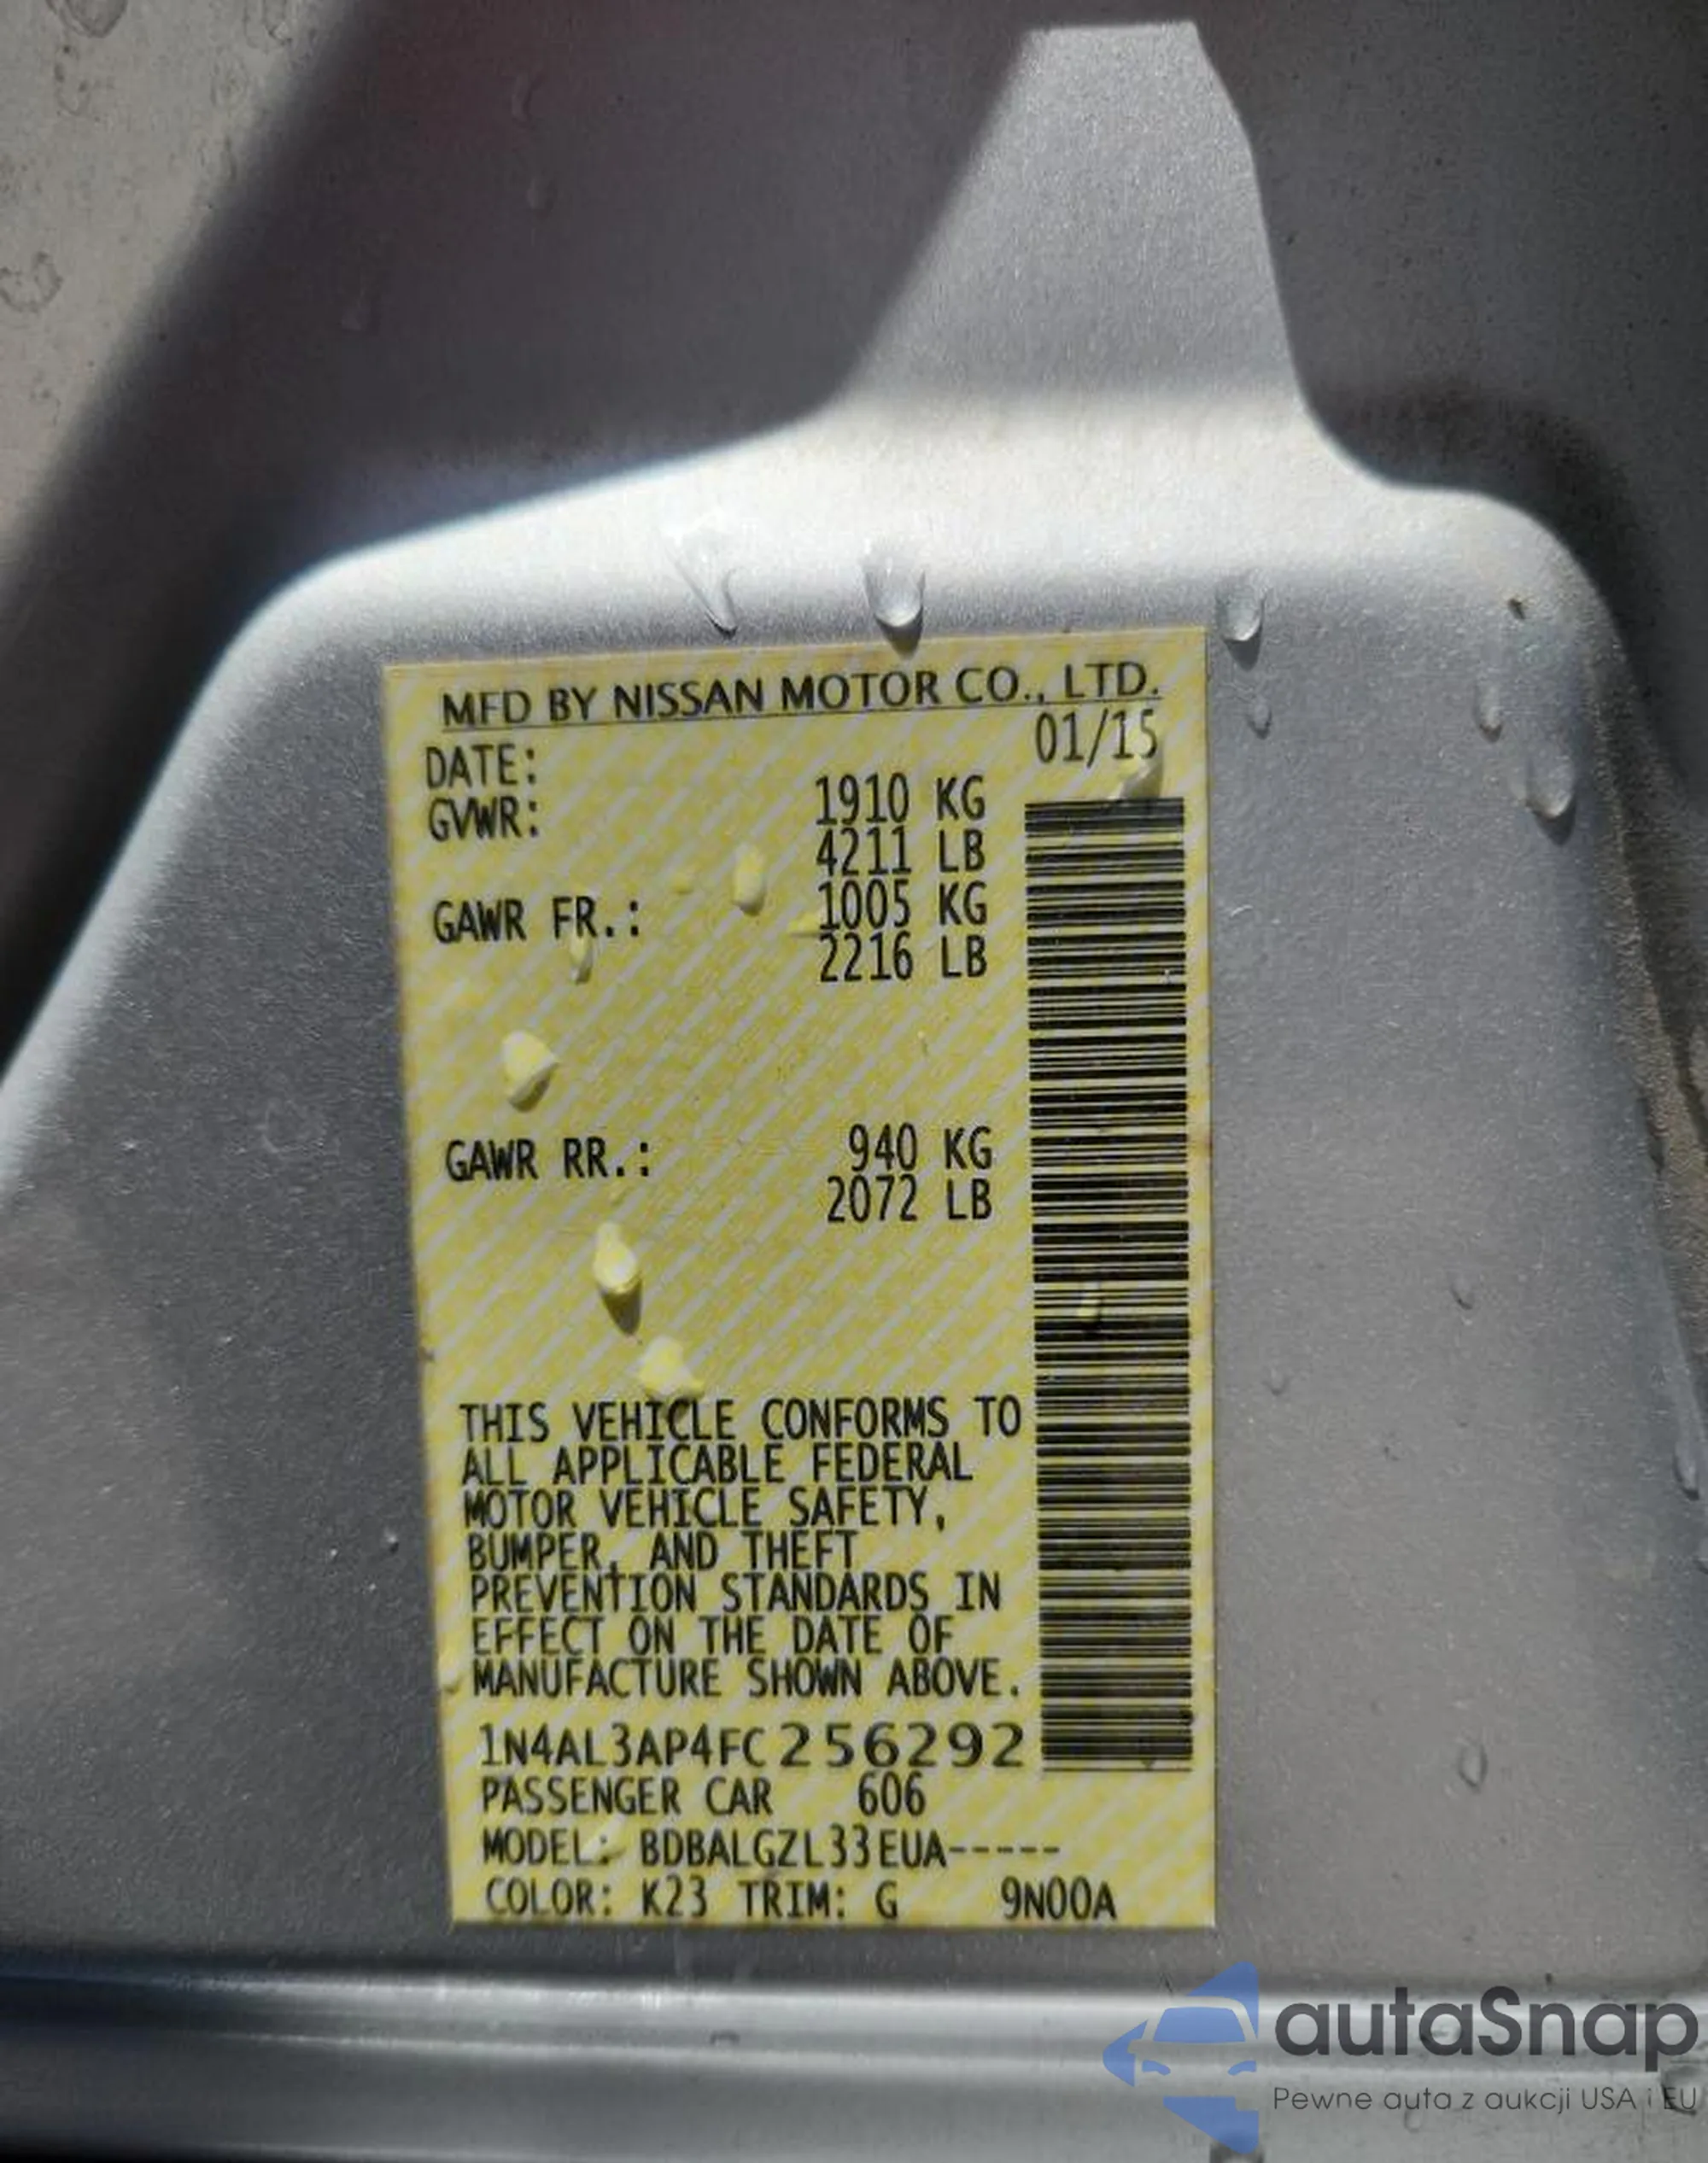 MFD BY NISSAN MOTOR CO., LTD.
DATE: 01/15
GVWR: 1910 KG
4211 LB
GAWR FR.: 1005 KG
2216 LB
GAWR RR.: 940 KG
2072 LB
THIS VEHICLE CONFORMS TO
ALL APPLICABLE FEDERAL
MOTOR VEHICLE SAFETY,
BUMPER, AND THEFT
PREVENTION STANDARDS IN
EFFECT ON THE DATE OF
MANUFACTURE SHOWN ABOVE.
1N4AL3AP4FC256292
PASSENGER CAR 606
MODEL: BDBALGZL33EUA-----
COLOR: K23 TRIM: G 9N00A
autaSnap
Pewne auta z aukcji USA i EU